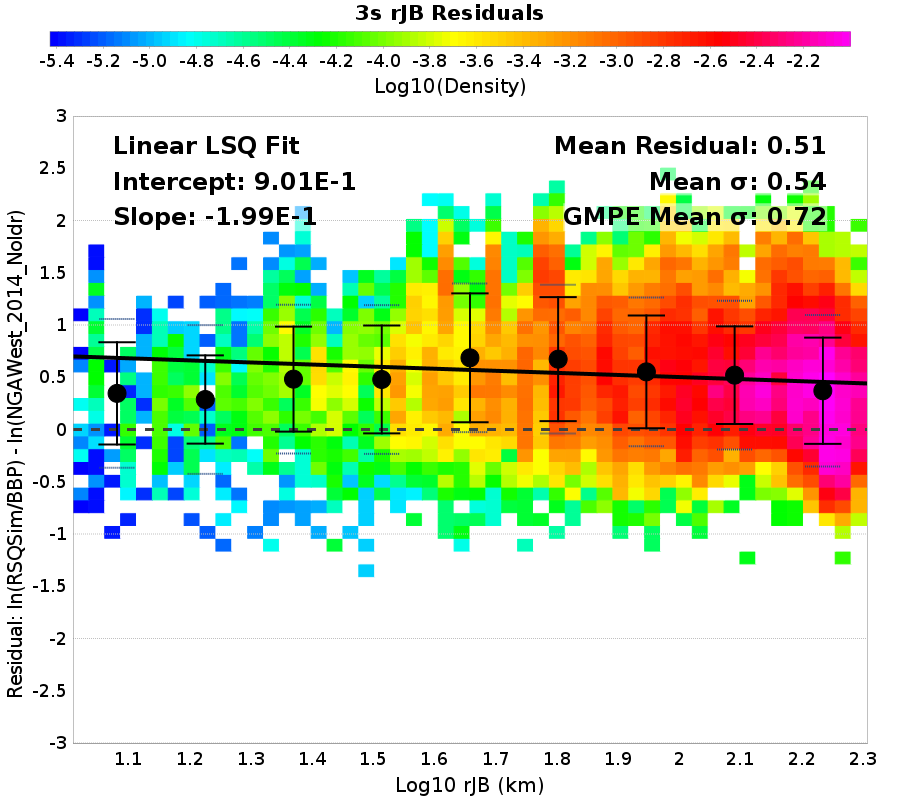 3s rJB Residuals
-5.4 -5.2 -5.0 -4.8 -4.6 -4.4 -4.2 -4.0 -3.8 -3.6 -3.4 -3.2 -3.0 -2.8 -2.6 -2.4 -2.2
Log10(Density)
Linear LSQ Fit
Intercept: 9.01E-1
Slope: -1.99E-1
Mean Residual: 0.51
Mean σ: 0.54
GMPE Mean σ: 0.72
Residual: ln(RSQSim/BBP) - ln(NGAWest_2014_NoIdr)
3
2.5
2
1.5
1
0.5
0
-0.5
-1
-1.5
-2
-2.5
-3
1.1 1.2 1.3 1.4 1.5 1.6 1.7 1.8 1.9 2 2.1 2.2 2.3
Log10 rJB (km)